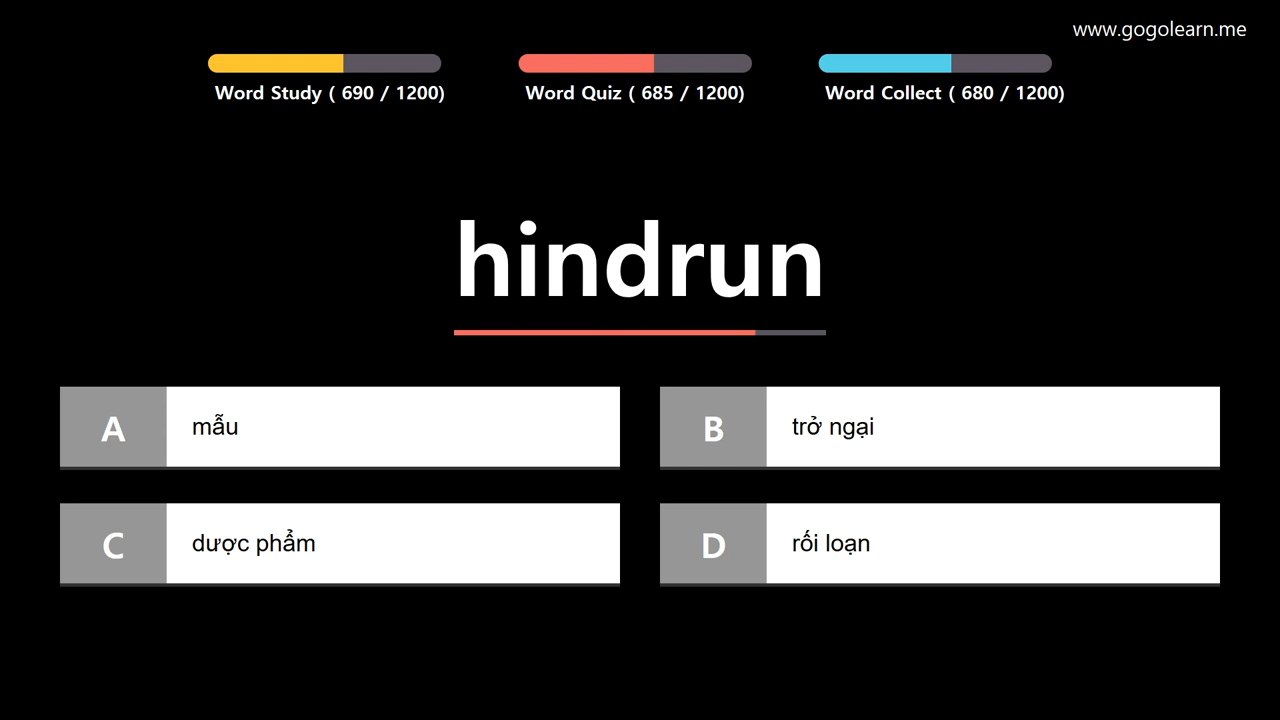 www.gogolearn.me
Word Study ( 690 / 1200)
Word Quiz ( 685 / 1200)
Word Collect ( 680 / 1200)
hindrun
A
mẫu
B
trở ngại
C
dược phẩm
D
rối loạn